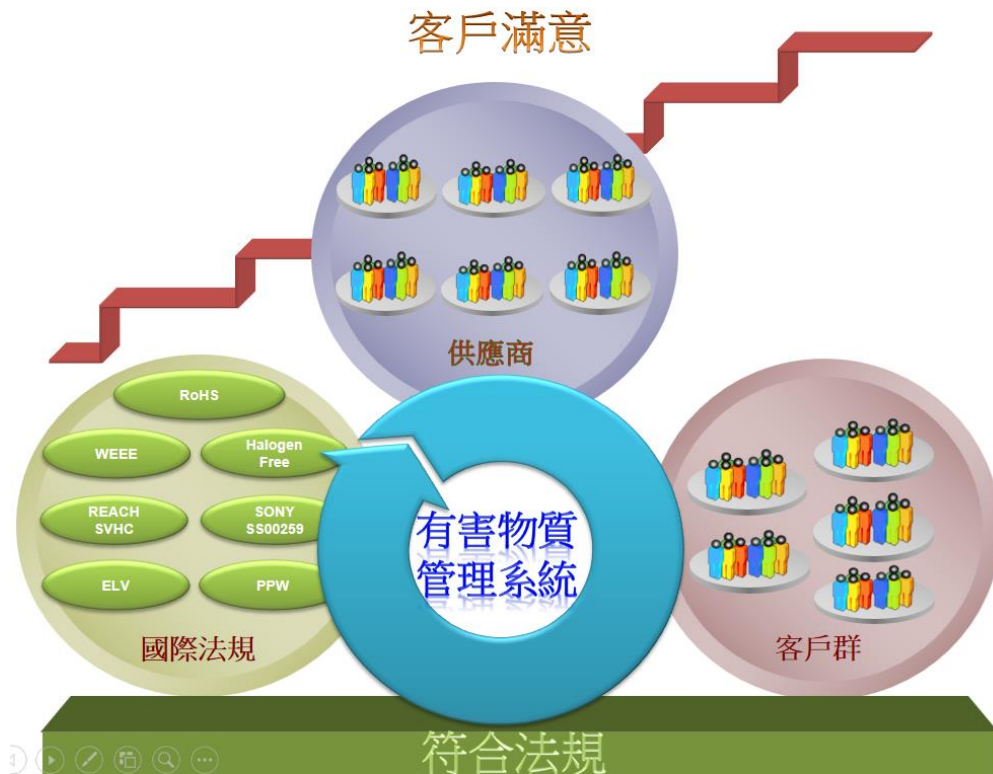 客戶滿意
供應商
RoHS
WEEE
Halogen
Free
REACH
SVHC
SONY
SS00259
ELV
PPW
國際法規
有害物質
管理系統
客戶群
符合法規